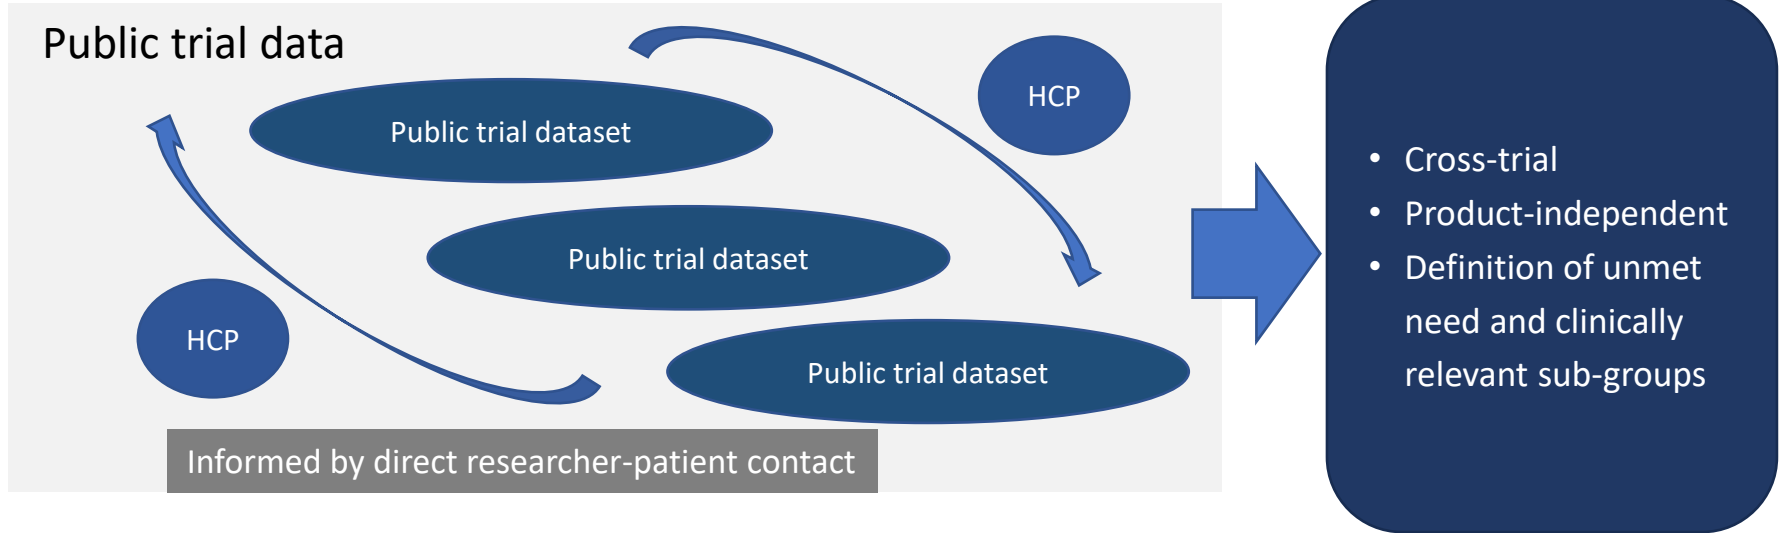 Public trial data
HCP
Public trial dataset
Public trial dataset
HCP
Public trial dataset
Informed by direct researcher-patient contact
• Cross-trial
• Product-independent
• Definition of unmet
need and clinically
relevant sub-groups